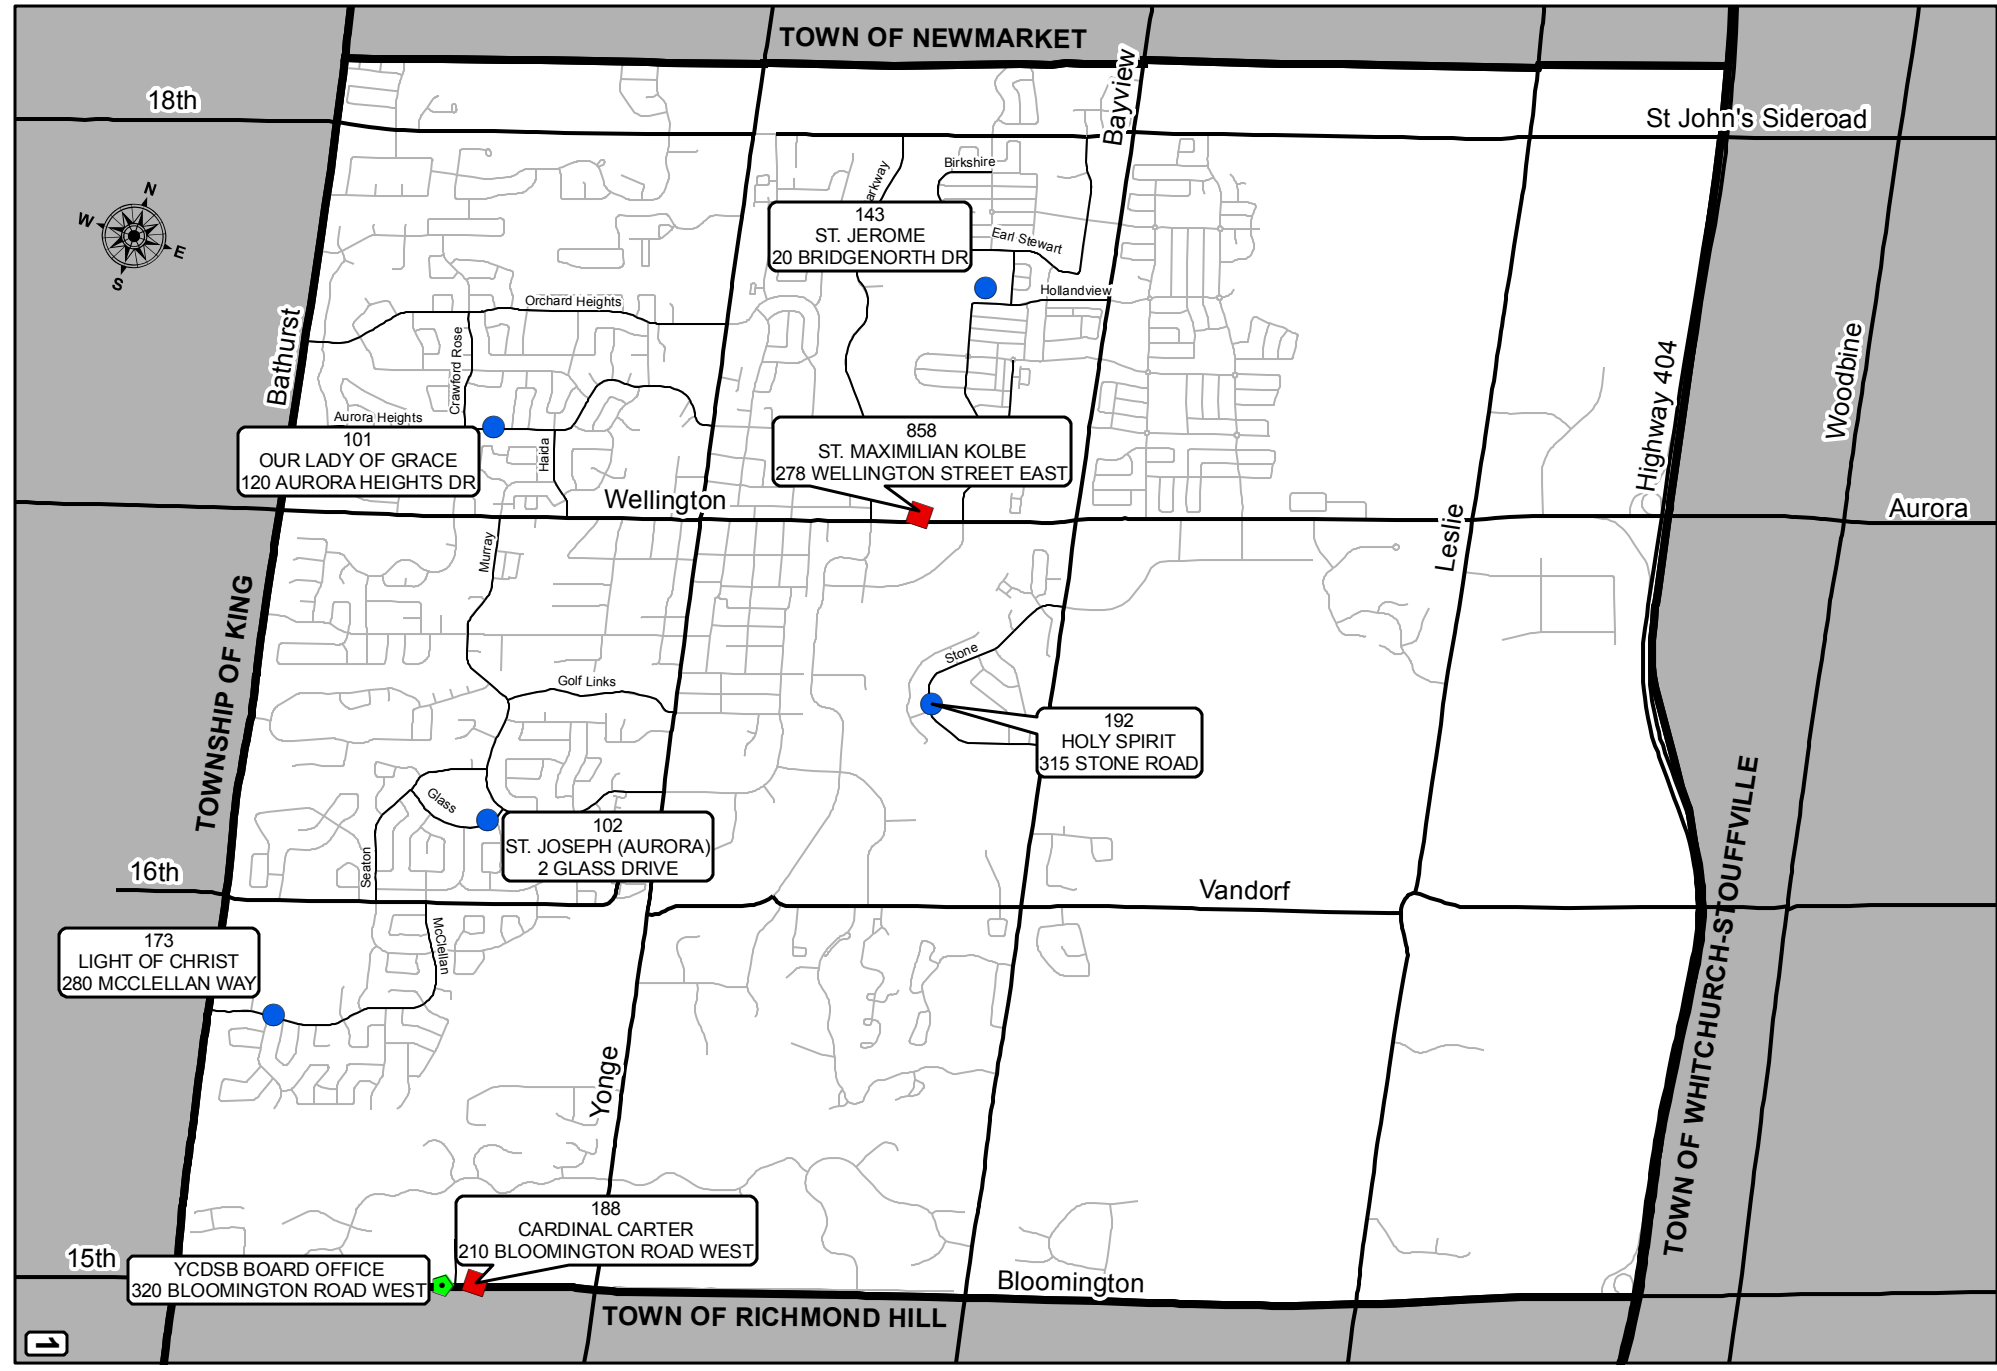 TOWN OF NEWMARKET
18th
Bayview
St John's Sideroad
Birkshire
arkway
N
W
E
S
143
ST. JEROME
20 BRIDGENORTH DR
Earl Stewart
Hollandview
Orchard Heights
Bathurst
Crawford Rose
Highway 404
Woodbine
Aurora Heights
101
OUR LADY OF GRACE
120 AURORA HEIGHTS DR
Haida
858
ST. MAXIMILIAN KOLBE
278 WELLINGTON STREET EAST
Wellington
Aurora
Leslie
Murray
TOWNSHIP OF KING
Stone
Golf Links
192
HOLY SPIRIT
315 STONE ROAD
Glass
102
ST. JOSEPH (AURORA)
2 GLASS DRIVE
Seaton
16th
Vandorf
TOWN OF WHITCHURCH-STOUFFVILLE
McClellan
173
LIGHT OF CHRIST
280 MCCLELLAN WAY
Yonge
188
CARDINAL CARTER
210 BLOOMINGTON ROAD WEST
15th
YCDSB BOARD OFFICE
320 BLOOMINGTON ROAD WEST
Bloomington
TOWN OF RICHMOND HILL
1